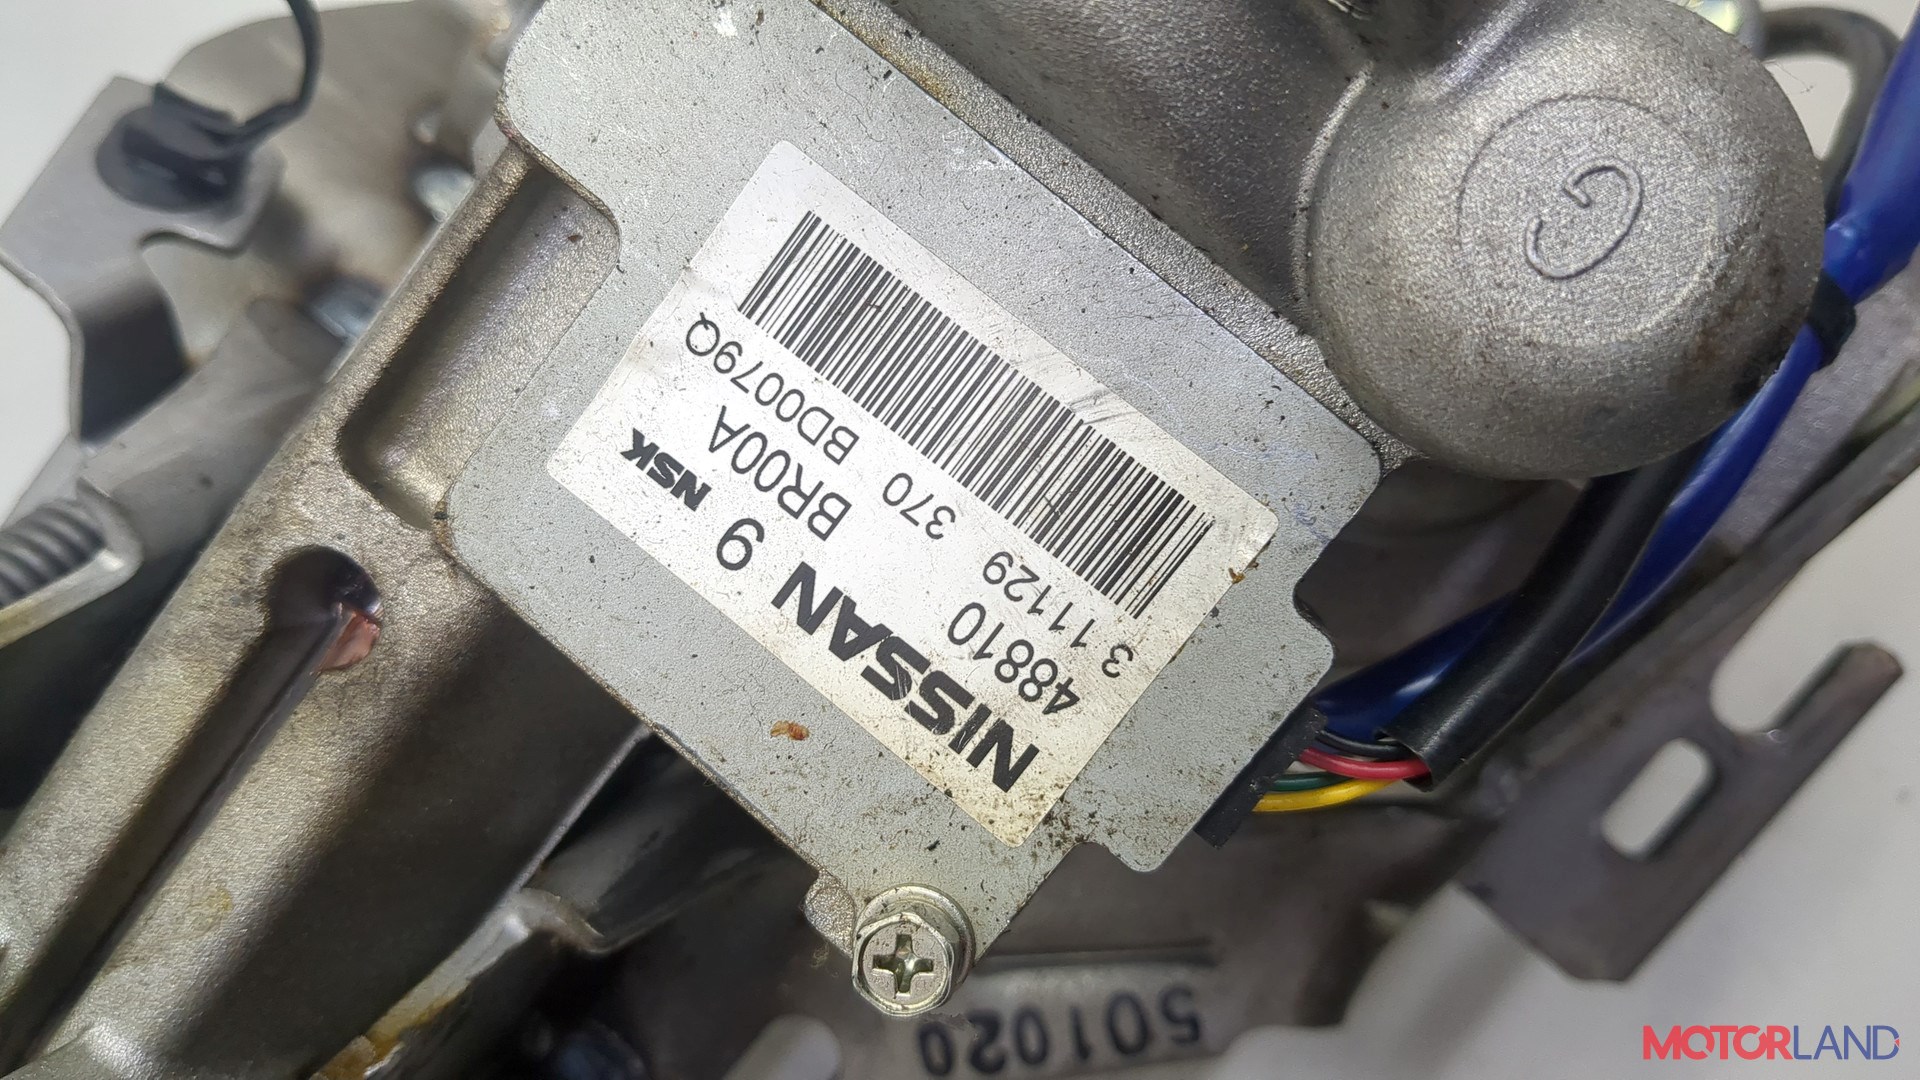 NISSAN 9 NSK
48810 BR00A
3 11129 370 BD0079Q
G
501020
MOTORLAND